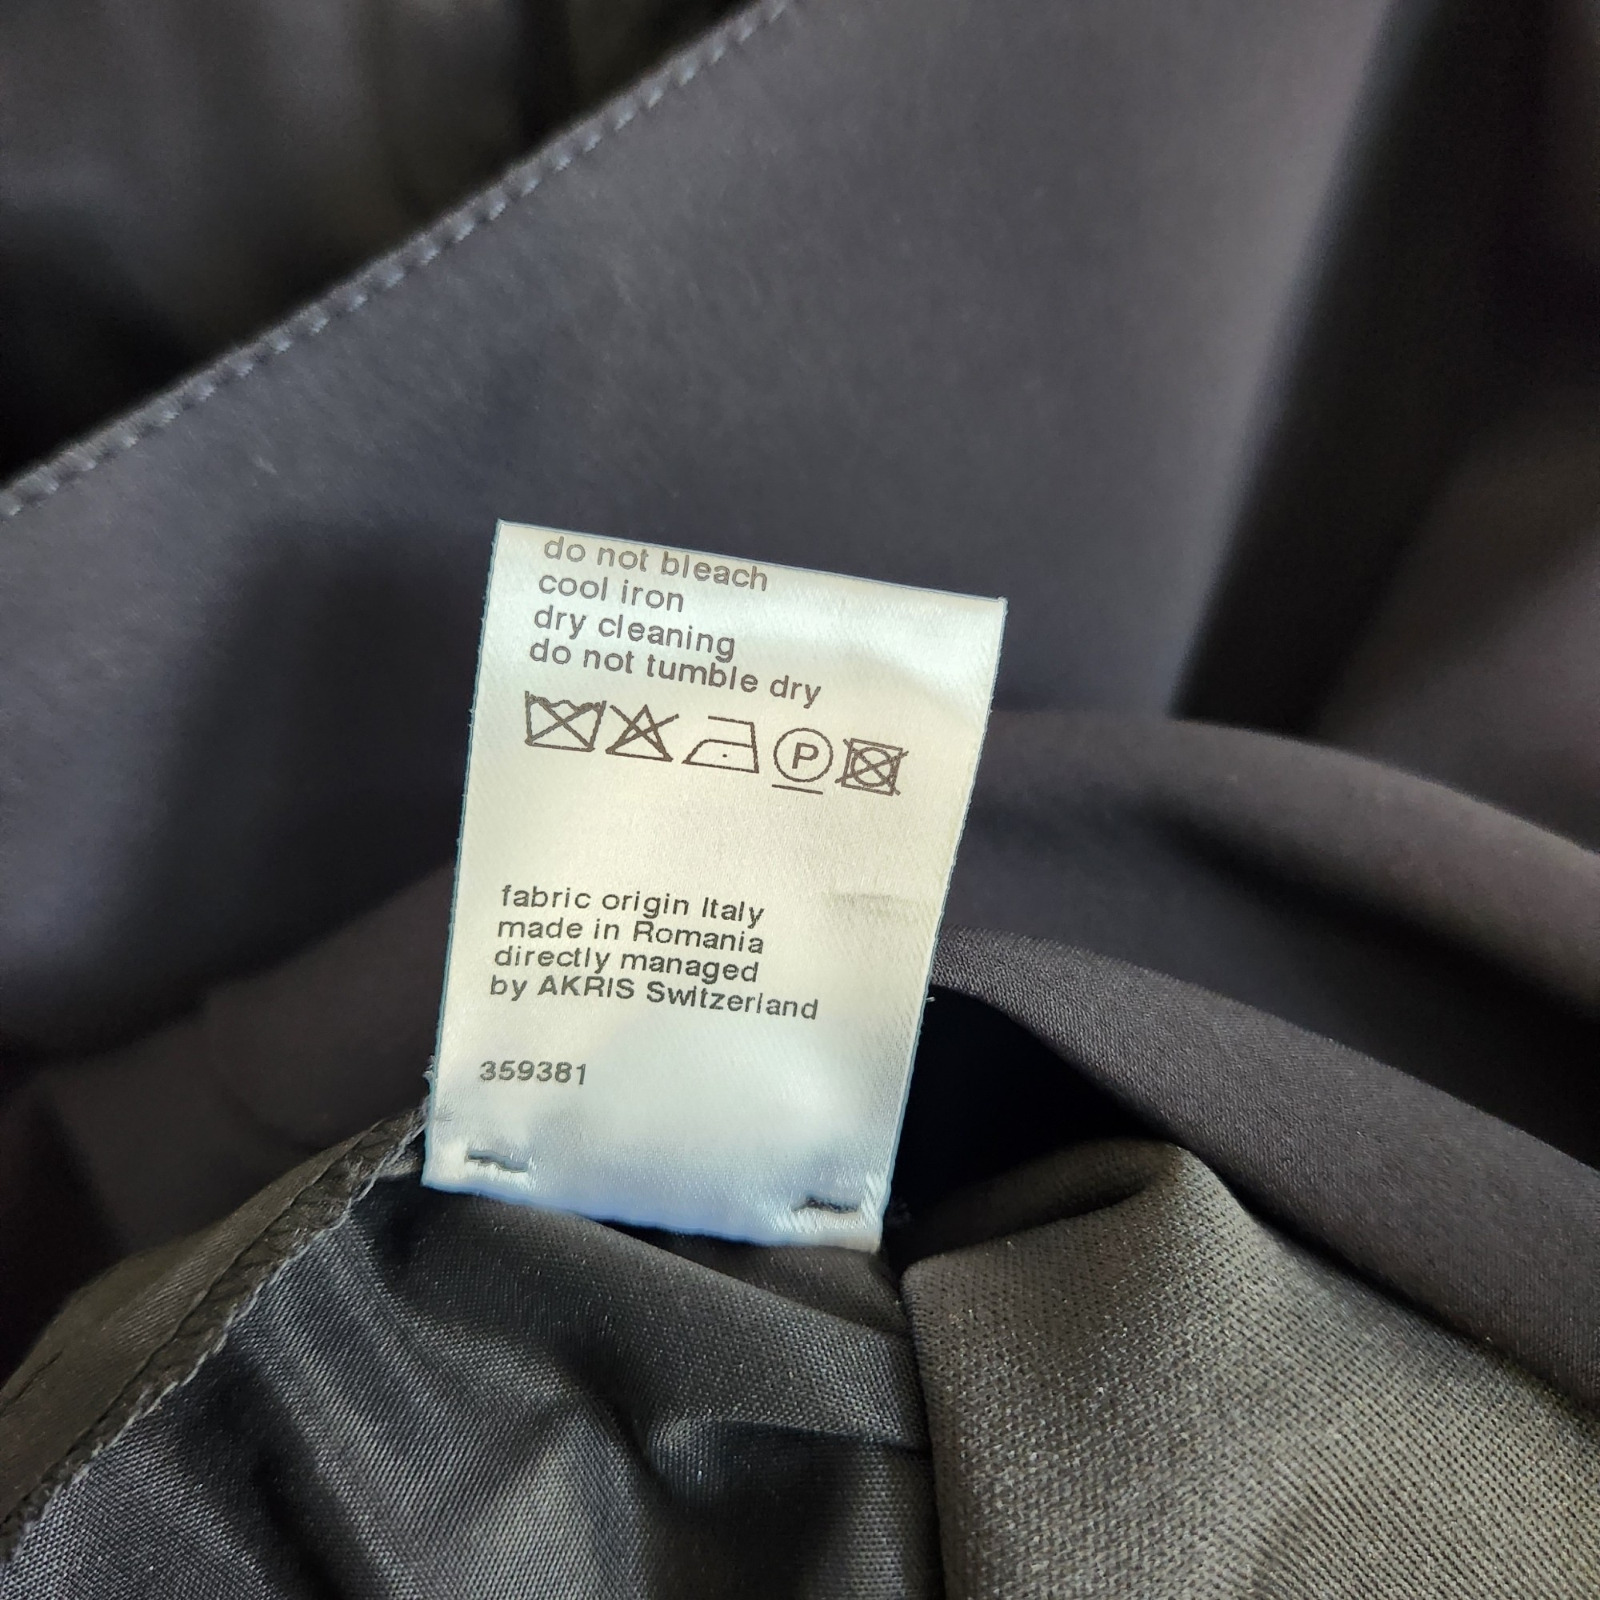 do not bleach
cool iron
dry cleaning
do not tumble dry
P
fabric origin Italy
made in Romania
directly managed
by AKRIS Switzerland
359381